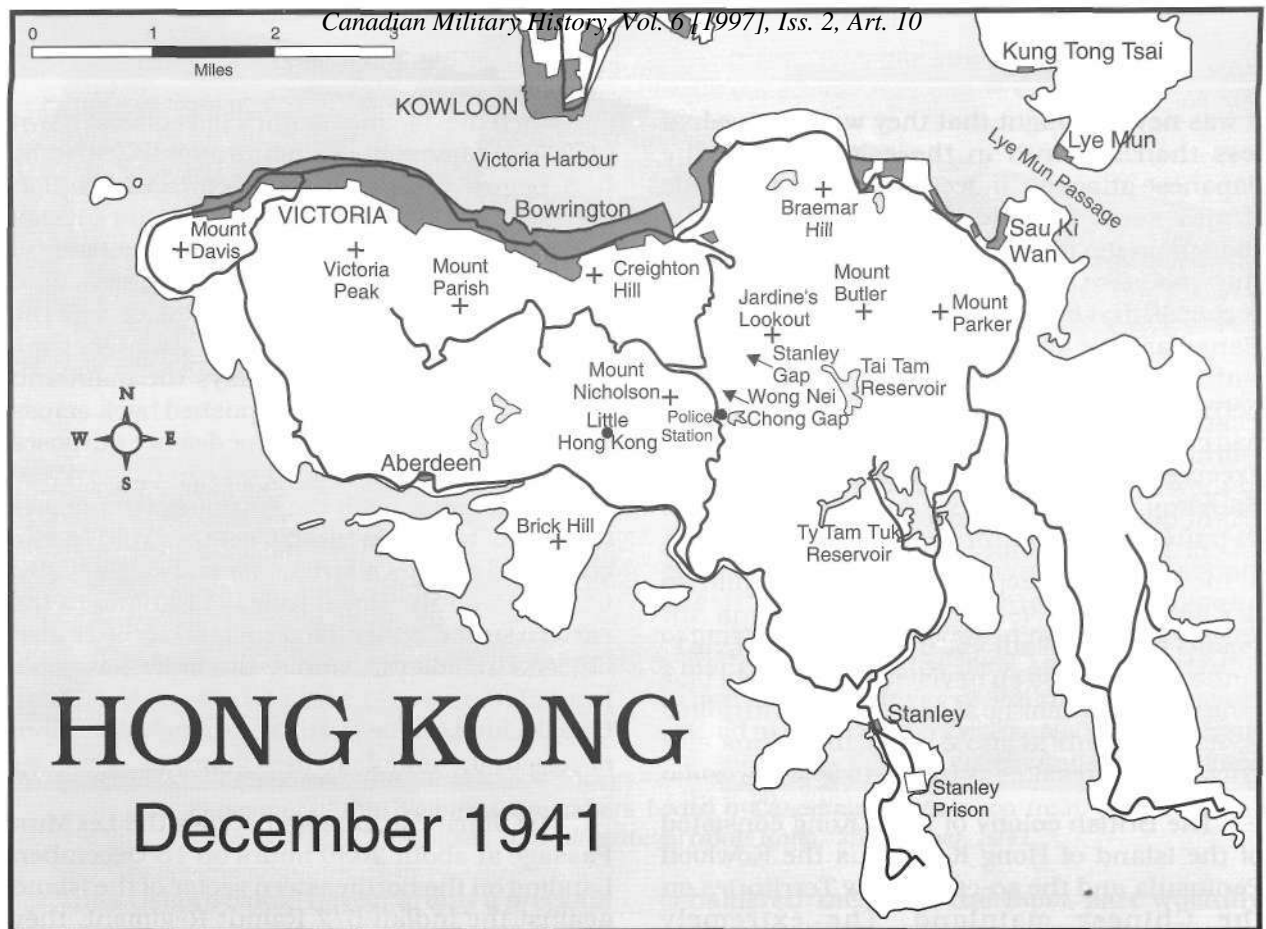 Canadian Military History, Vol. 6 [1997], Iss. 2, Art. 10
0 1 2 3
Miles
KOWLOON
Kung Tong Tsai
Lye Mun
Lye Mun Passage
Victoria Harbour
VICTORIA
Bowrington
Mount
Davis
Victoria
Peak
Mount
Parish
Creighton
Hill
Braemar
Hill
Sau Ki
Wan
Mount
Butler
Mount
Parker
Jardine's
Lookout
Stanley
Gap
Tai Tam
Reservoir
Mount
Nicholson
Wong Nei
Chong Gap
Police
Station
Little
Hong Kong
N
W E
S
Aberdeen
Brick Hill
Ty Tam Tuk
Reservoir
Stanley
Stanley
Prison
HONG KONG
December 1941